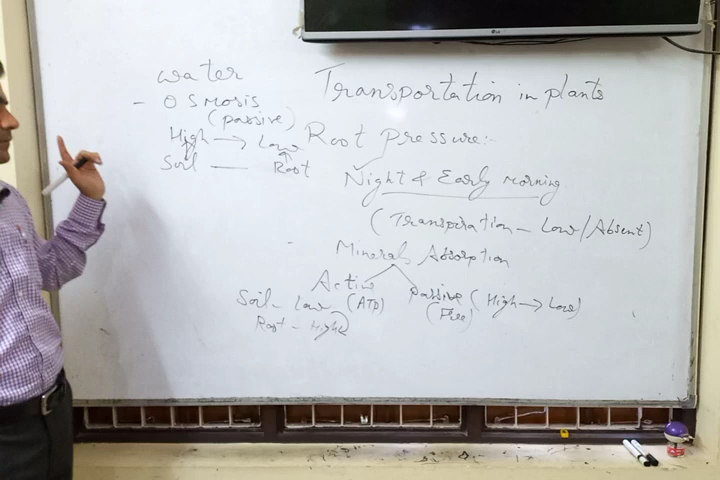 Transportation in plants
water
- OSmosis
(passive)
High → Low
Soil — Root
Root Pressure:-
Night & Early Morning
(Transpiration - Low/Absent)
Mineral Absorption
Active
(ATP)
Soil - Low
Root - High
Passive (High → Low)
(Free)
LG